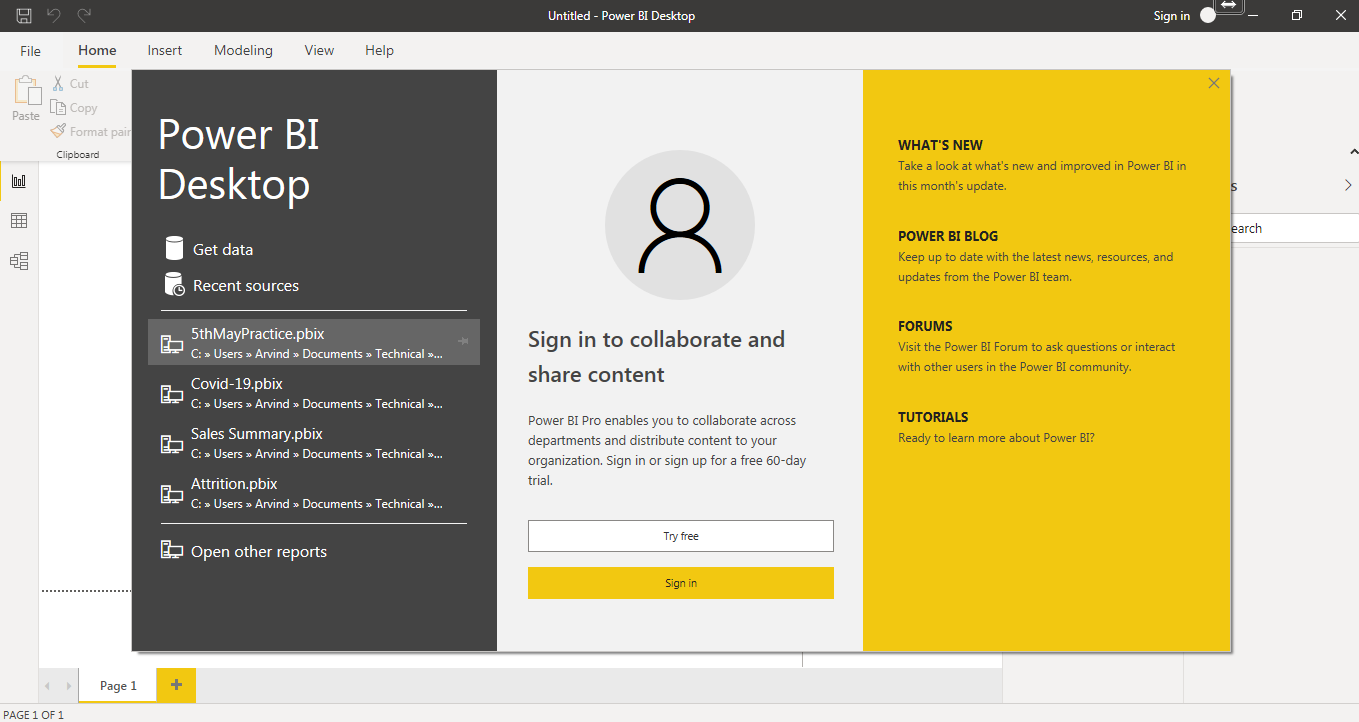 Untitled - Power BI Desktop
Sign in
File Home Insert Modeling View Help
Paste
Cut
Copy
Format pain
Clipboard
Power BI
Desktop
Get data
Recent sources
5thMayPractice.pbix
C: » Users » Arvind » Documents » Technical »...
Covid-19.pbix
C: » Users » Arvind » Documents » Technical »...
Sales Summary.pbix
C: » Users » Arvind » Documents » Technical »...
Attrition.pbix
C: » Users » Arvind » Documents » Technical »...
Open other reports
Sign in to collaborate and
share content
Power BI Pro enables you to collaborate across
departments and distribute content to your
organization. Sign in or sign up for a free 60-day
trial.
Try free
Sign in
WHAT'S NEW
Take a look at what's new and improved in Power BI in
this month's update.
POWER BI BLOG
Keep up to date with the latest news, resources, and
updates from the Power BI team.
FORUMS
Visit the Power BI Forum to ask questions or interact
with other users in the Power BI community.
TUTORIALS
Ready to learn more about Power BI?
s
earch
Page 1
PAGE 1 OF 1